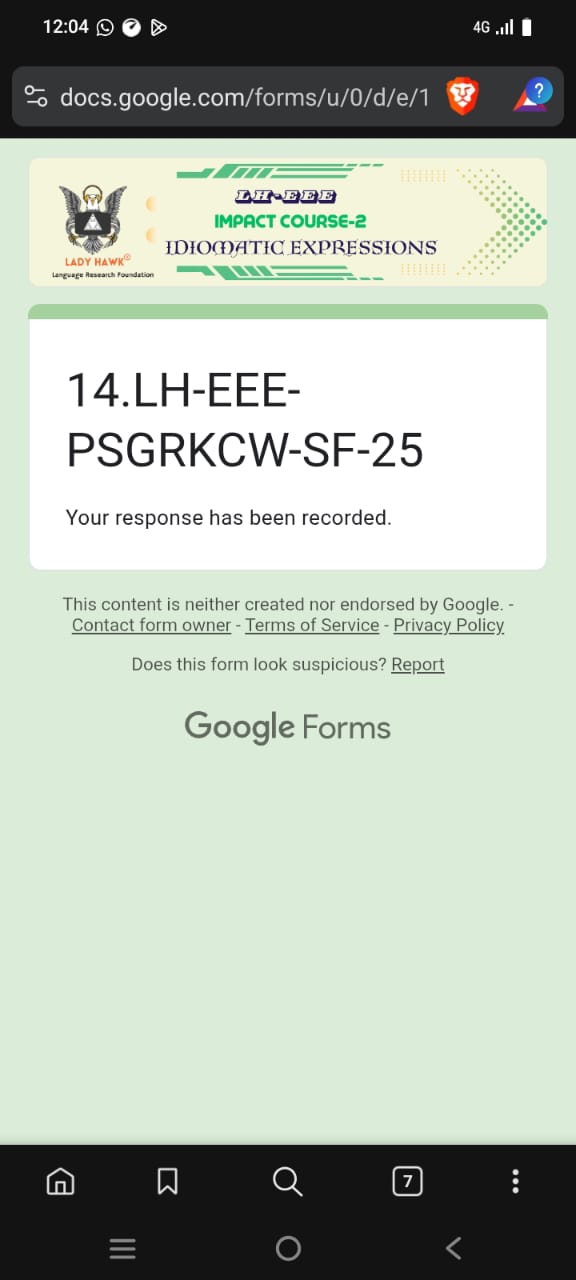 12:04
4G
docs.google.com/forms/u/0/d/e/1
?
LH-EEE
IMPACT COURSE-2
IDIOMATIC EXPRESSIONS
LADY HAWK®
Language Research Foundation
14.LH-EEE-
PSGRKCW-SF-25
Your response has been recorded.
This content is neither created nor endorsed by Google. -
Contact form owner - Terms of Service - Privacy Policy
Does this form look suspicious? Report
Google Forms
7